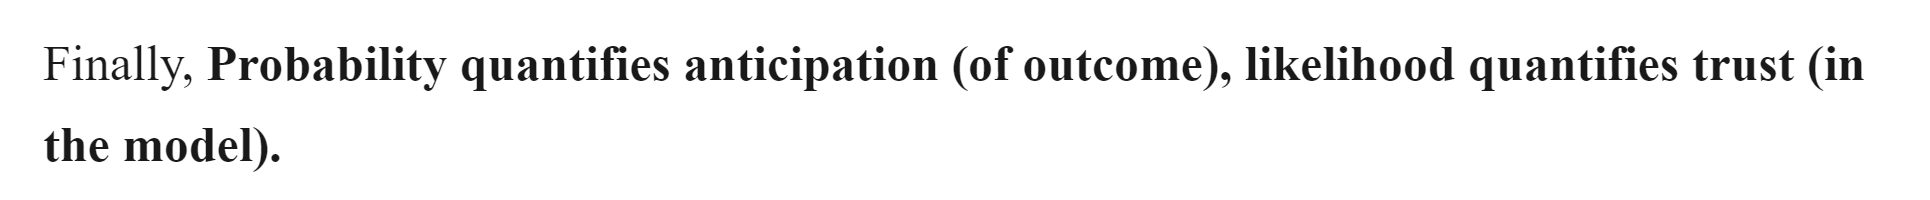 Finally, Probability quantifies anticipation (of outcome), likelihood quantifies trust (in
the model).